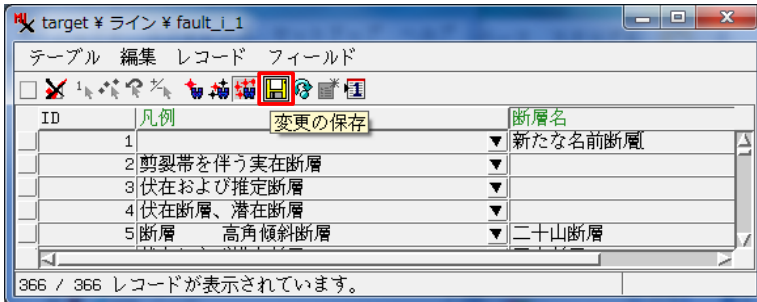 target ¥ ライン ¥ fault_i_1
テーブル 編集 レコード フィールド
ID 凡例 断層名
変更の保存
1 新たな名前断層
2 剪裂帯を伴う実在断層
3 伏在および推定断層
4 伏在断層、潜在断層
5 断層 高角傾斜断層 二十山断層
366 / 366 レコードが表示されています。